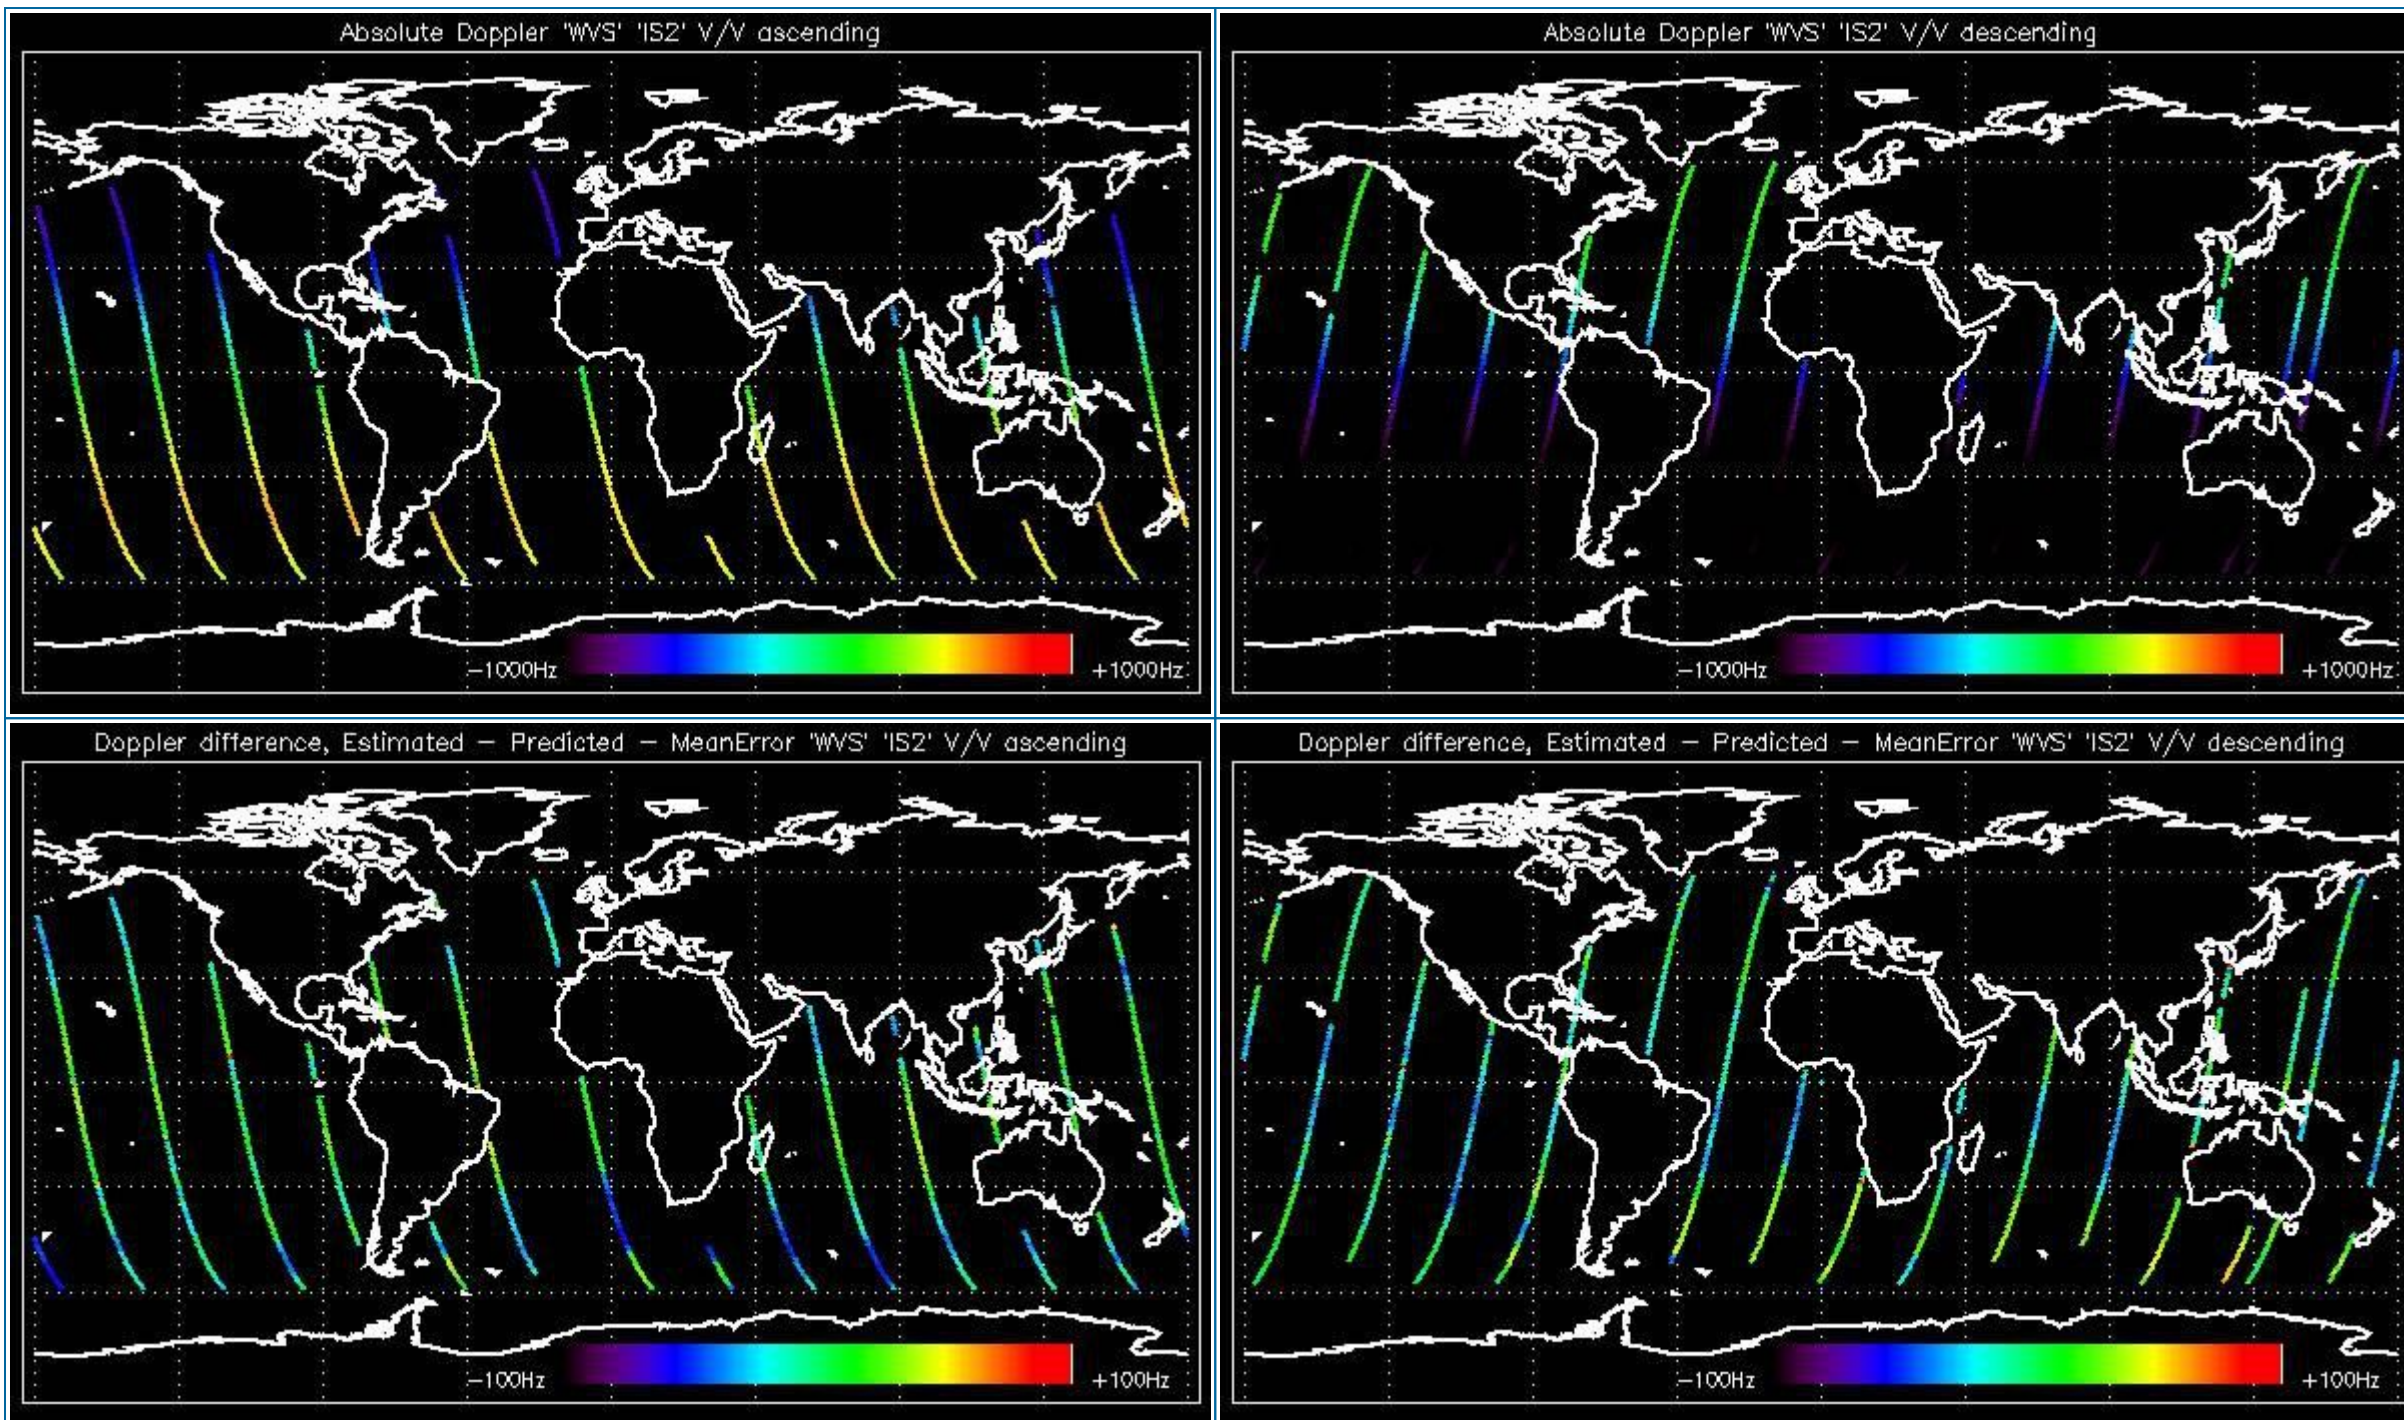 Absolute Doppler 'WVS' 'IS2' V/V ascending
-1000Hz
+1000Hz
Absolute Doppler 'WVS' 'IS2' V/V descending
-1000Hz
+1000Hz
Doppler difference, Estimated - Predicted - MeanError 'WVS' 'IS2' V/V ascending
-100Hz
+100Hz
Doppler difference, Estimated - Predicted - MeanError 'WVS' 'IS2' V/V descending
-100Hz
+100Hz